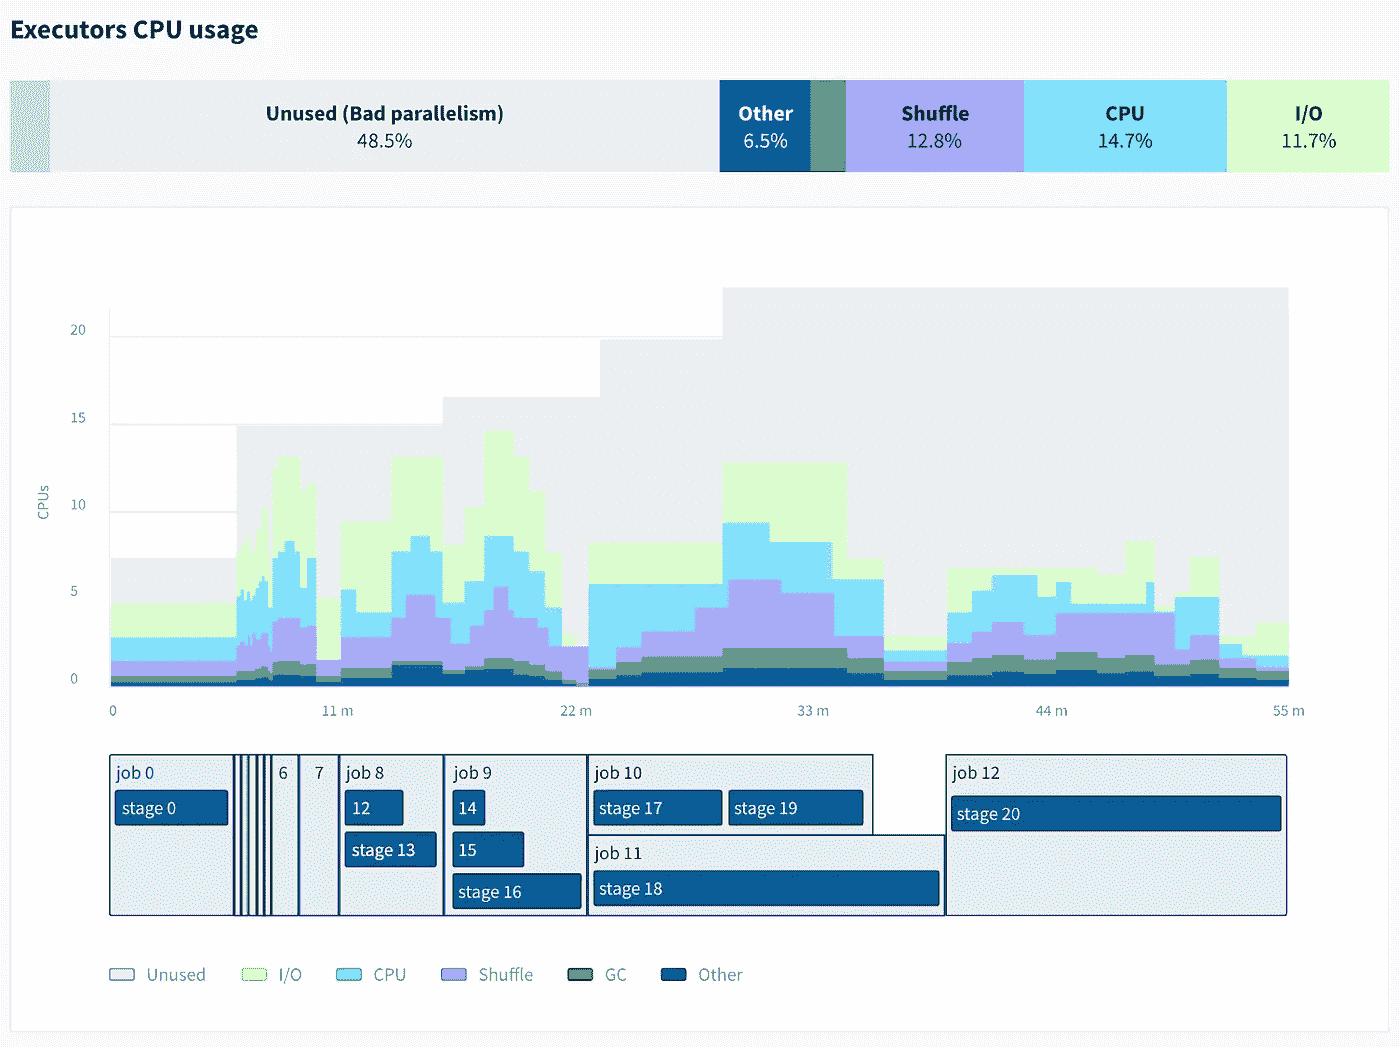 Executors CPU usage
Unused (Bad parallelism)
48.5%
Other
6.5%
Shuffle
12.8%
CPU
14.7%
I/O
11.7%
20
15
10
5
0
CPUs
0
11 m
22 m
33 m
44 m
55 m
job 0
stage 0
6
7
job 8
12
stage 13
job 9
14
15
stage 16
job 10
stage 17
stage 19
job 11
stage 18
job 12
stage 20
Unused
I/O
CPU
Shuffle
GC
Other